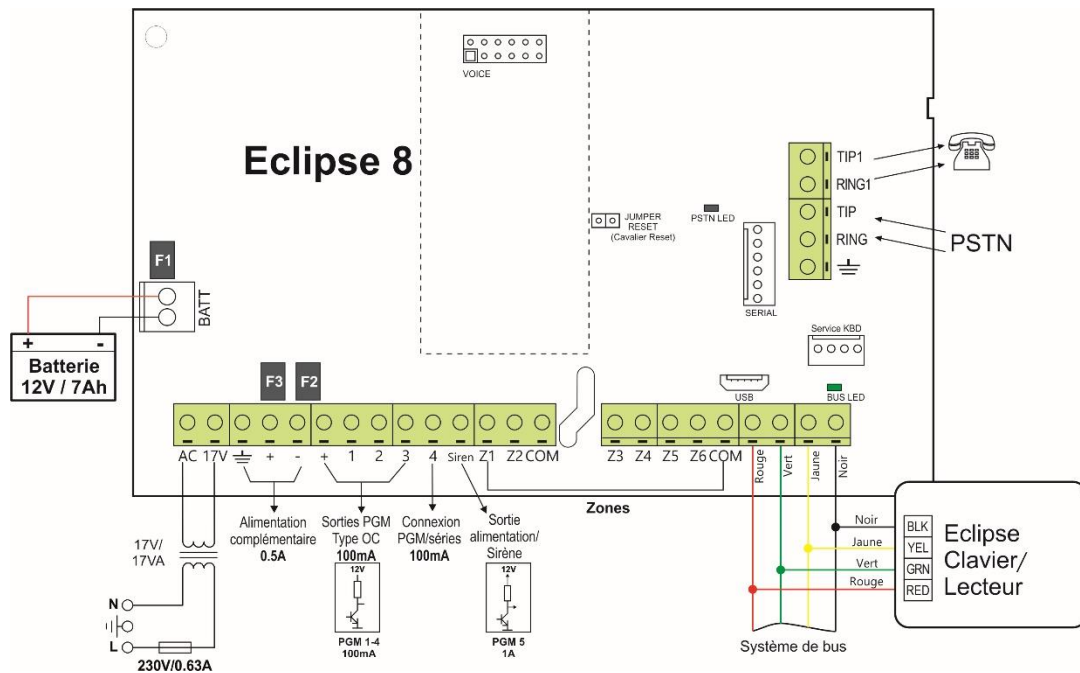 VOICE
Eclipse 8
TIP1
RING1
TIP
RING
PSTN
PSTN LED
JUMPER
RESET
(Cavalier Reset)
SERIAL
Service KBD
USB
BUS LED
F1
BATT
+ -
Batterie
12V / 7Ah
F3
F2
AC 17V + - + 1 2 3 4 Siren Z1 Z2 COM
Z3 Z4 Z5 Z6 COM
Rouge
Vert
Jaune
Noir
Zones
Alimentation
complémentaire
0.5A
Sorties PGM
Type OC
100mA
12V
PGM 1-4
100mA
Connexion
PGM/séries
100mA
Sortie
alimentation/
Sirène
12V
PGM 5
1A
17V/
17VA
N
L
230V/0.63A
Noir
Jaune
Vert
Rouge
BLK
YEL
GRN
RED
Eclipse
Clavier/
Lecteur
Système de bus